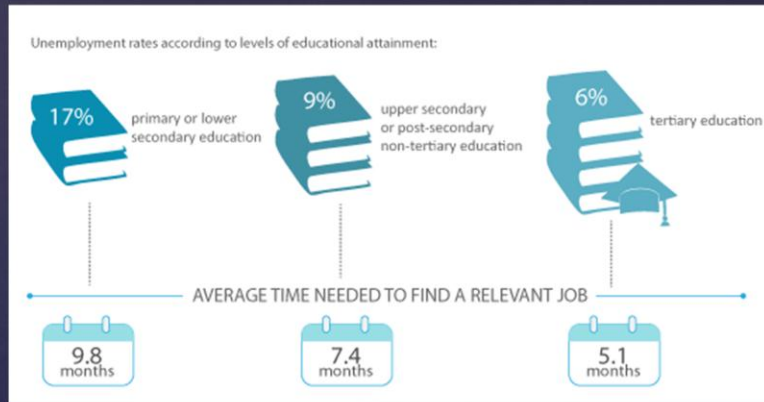 Unemployment rates according to levels of educational attainment:
17%
primary or lower
secondary education
9%
upper secondary
or post-secondary
non-tertiary education
6%
tertiary education
AVERAGE TIME NEEDED TO FIND A RELEVANT JOB
9.8
months
7.4
months
5.1
months